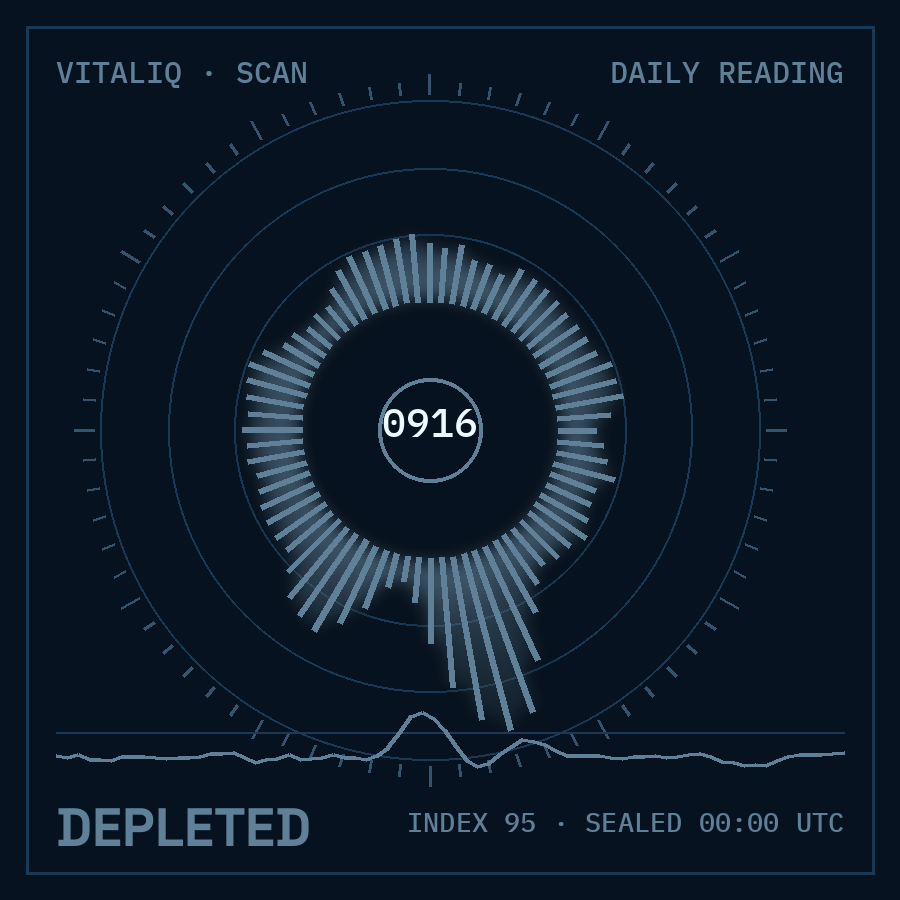 VITALIQ · SCAN
DAILY READING
0916
DEPLETED
INDEX 95 · SEALED 00:00 UTC